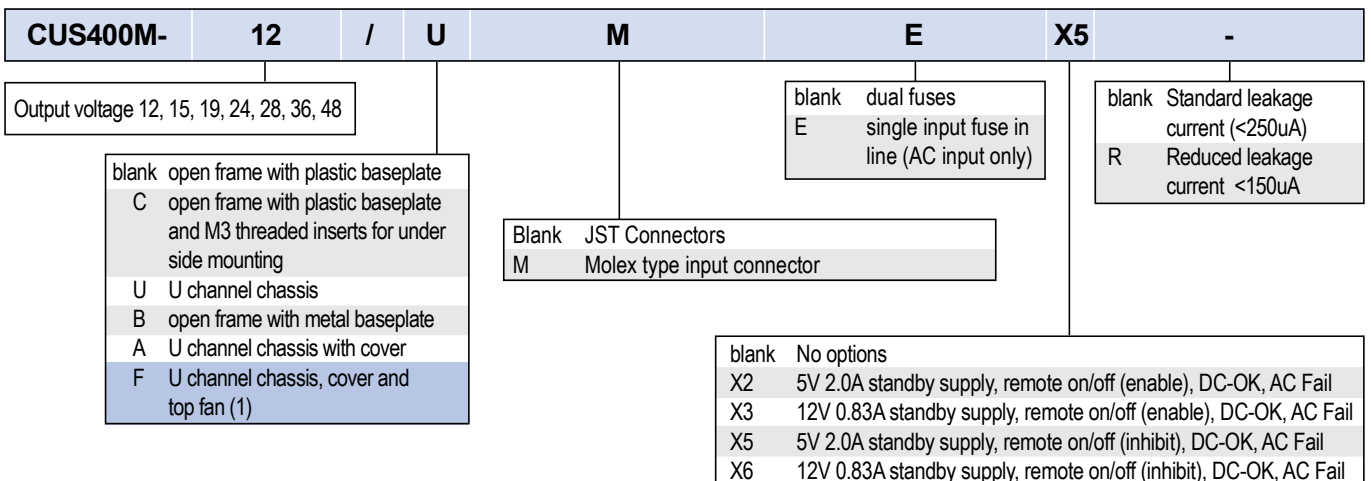 CUS400M- 12 / U M E X5 -
Output voltage 12, 15, 19, 24, 28, 36, 48
blank open frame with plastic baseplate
C open frame with plastic baseplate
and M3 threaded inserts for under
side mounting
U U channel chassis
B open frame with metal baseplate
A U channel chassis with cover
F U channel chassis, cover and
top fan (1)
Blank JST Connectors
M Molex type input connector
blank dual fuses
E single input fuse in
line (AC input only)
blank Standard leakage
current (<250uA)
R Reduced leakage
current <150uA
blank No options
X2 5V 2.0A standby supply, remote on/off (enable), DC-OK, AC Fail
X3 12V 0.83A standby supply, remote on/off (enable), DC-OK, AC Fail
X5 5V 2.0A standby supply, remote on/off (inhibit), DC-OK, AC Fail
X6 12V 0.83A standby supply, remote on/off (inhibit), DC-OK, AC Fail